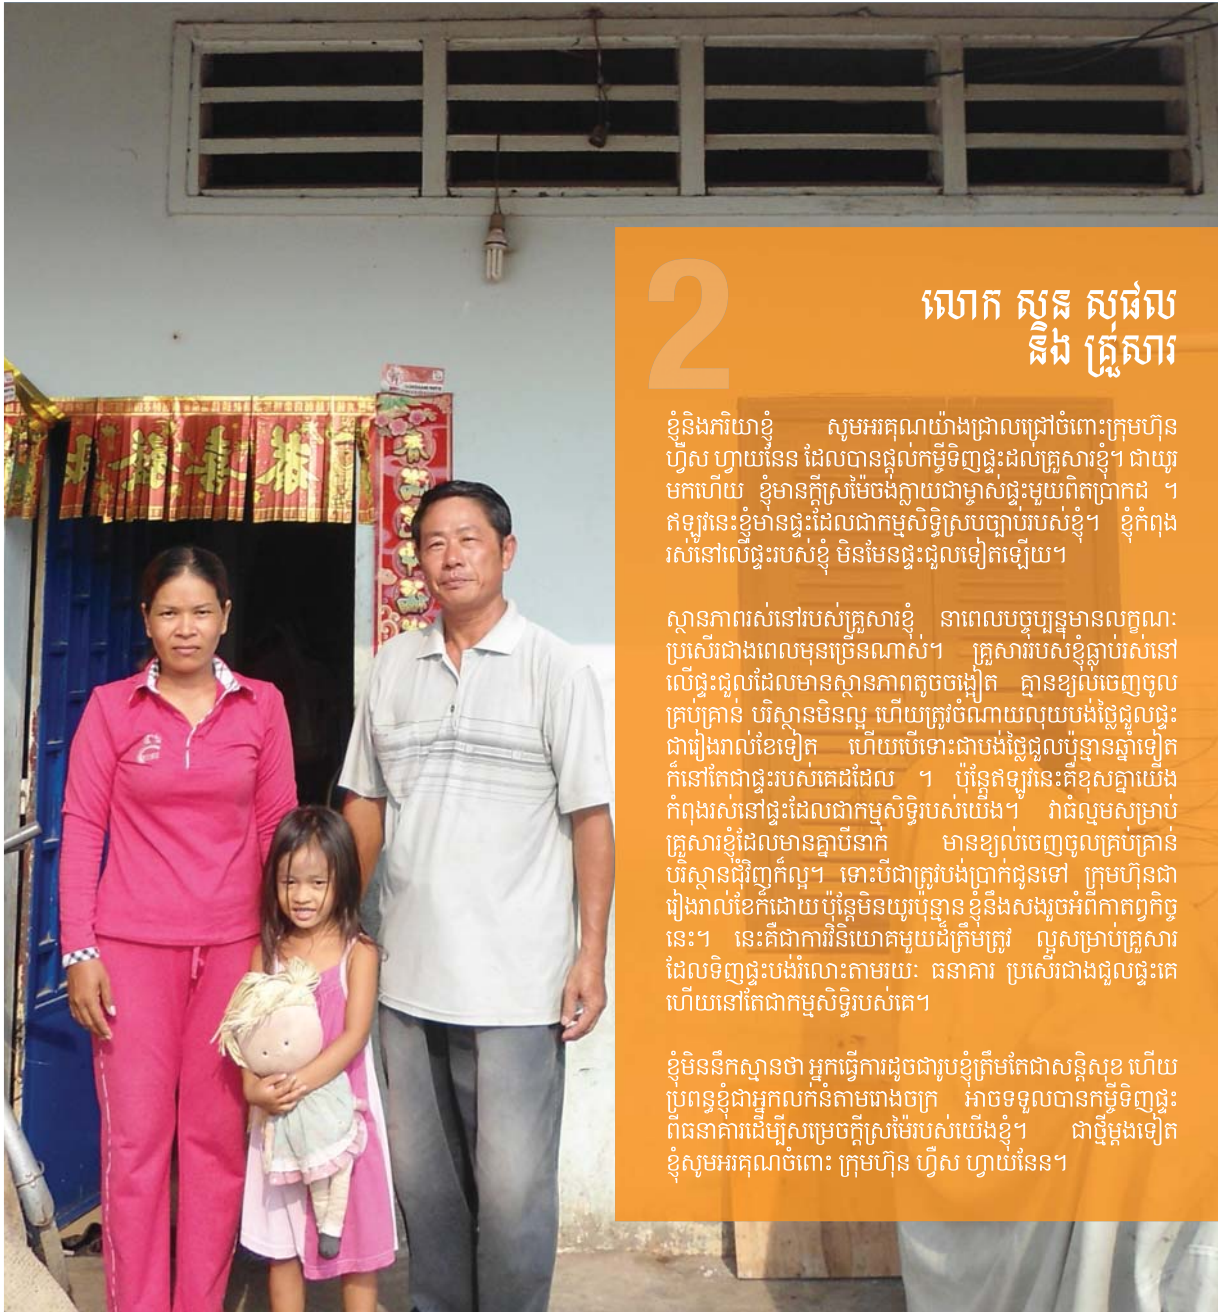 2
លោក សួន សុផល
និង គ្រួសារ
ខ្ញុំនិងភរិយាខ្ញុំ សូមអរគុណយ៉ាងជ្រាលជ្រៅចំពោះក្រុមហ៊ុន
ហ្វឺស ហ្វាយនែន ដែលបានផ្តល់កម្ចីទិញផ្ទះដល់គ្រួសារខ្ញុំ។ ជាយូរ
មកហើយ ខ្ញុំមានក្តីស្រម៉ៃចង់ក្លាយជាម្ចាស់ផ្ទះមួយពិតប្រាកដ ។
ឥឡូវនេះខ្ញុំមានផ្ទះដែលជាកម្មសិទ្ធិស្របច្បាប់របស់ខ្ញុំ។ ខ្ញុំកំពុង
រស់នៅលើផ្ទះរបស់ខ្ញុំ មិនមែនផ្ទះជួលទៀតឡើយ។
ស្ថានភាពរស់នៅរបស់គ្រួសារខ្ញុំ នាពេលបច្ចុប្បន្នមានលក្ខណៈ
ប្រសើរជាងពេលមុនច្រើនណាស់។ គ្រួសាររបស់ខ្ញុំធ្លាប់រស់នៅ
លើផ្ទះជួលដែលមានស្ថានភាពតូចចង្អៀត គ្មានខ្យល់ចេញចូល
គ្រប់គ្រាន់ បរិស្ថានមិនល្អ ហើយត្រូវចំណាយលុយបង់ថ្លៃជួលផ្ទះ
ជារៀងរាល់ខែទៀត ហើយបើទោះជាបង់ថ្លៃជួលប៉ុន្មានឆ្នាំទៀត
ក៏នៅតែជាផ្ទះរបស់គេដដែល ។ ប៉ុន្តែឥឡូវនេះគឺខុសគ្នាយើង
កំពុងរស់នៅផ្ទះដែលជាកម្មសិទ្ធិរបស់យើង។ វាធំល្មមសម្រាប់
គ្រួសារខ្ញុំដែលមានគ្នាបីនាក់ មានខ្យល់ចេញចូលគ្រប់គ្រាន់
បរិស្ថានជុំវិញក៏ល្អ។ ទោះបីជាត្រូវបង់ប្រាក់ជូនទៅ ក្រុមហ៊ុនជា
រៀងរាល់ខែក៏ដោយប៉ុន្តែមិនយូរប៉ុន្មាន ខ្ញុំនឹងសងរួចអំពីកាតព្វកិច្ច
នេះ។ នេះគឺជាការវិនិយោគមួយដ៏ត្រឹមត្រូវ ល្អសម្រាប់គ្រួសារ
ដែលទិញផ្ទះបង់រំលោះតាមរយៈ ធនាគារ ប្រសើរជាងជួលផ្ទះគេ
ហើយនៅតែជាកម្មសិទ្ធិរបស់គេ។
ខ្ញុំមិននឹកស្មានថា អ្នកធ្វើការដូចជារូបខ្ញុំត្រឹមតែជាសន្តិសុខ ហើយ
ប្រពន្ធខ្ញុំជាអ្នកលក់នំតាមរោងចក្រ អាចទទួលបានកម្ចីទិញផ្ទះ
ពីធនាគារដើម្បីសម្រេចក្តីស្រម៉ៃរបស់យើងខ្ញុំ។ ជាថ្មីម្តងទៀត
ខ្ញុំសូមអរគុណចំពោះ ក្រុមហ៊ុន ហ្វឺស ហ្វាយនែន។